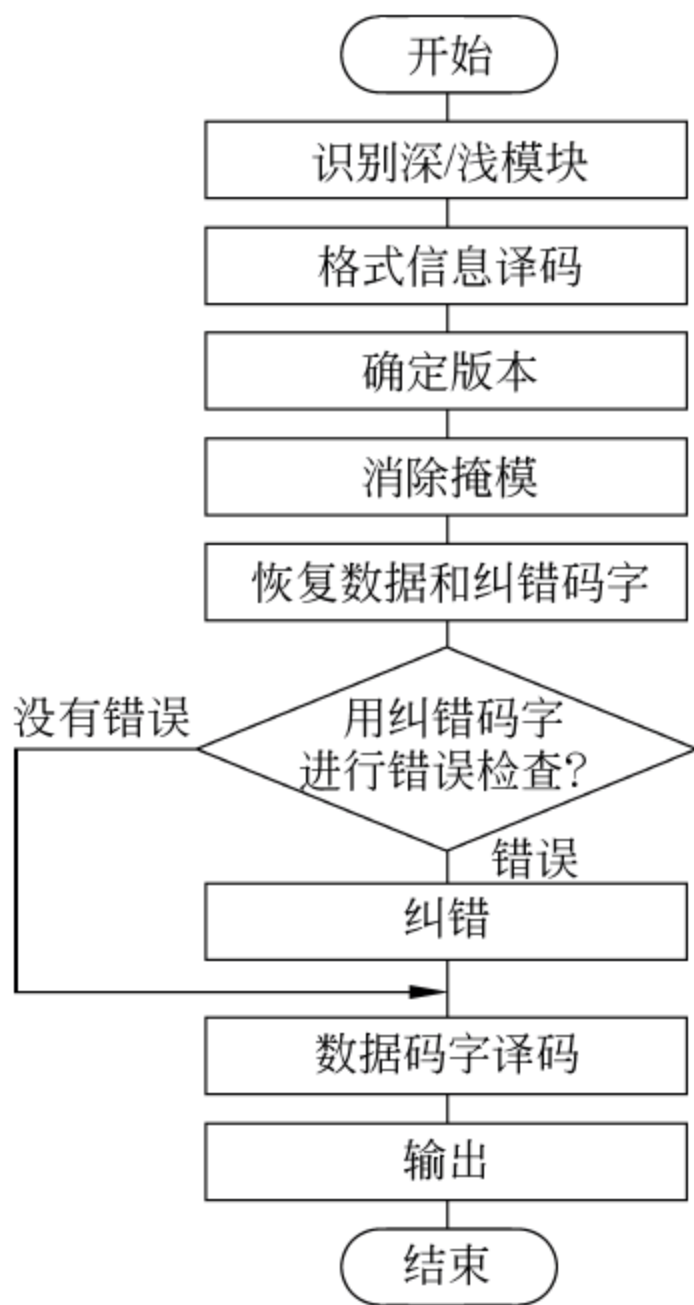 开始
识别深/浅模块
格式信息译码
确定版本
消除掩模
恢复数据和纠错码字
没有错误
用纠错码字
进行错误检查?
错误
纠错
数据码字译码
输出
结束